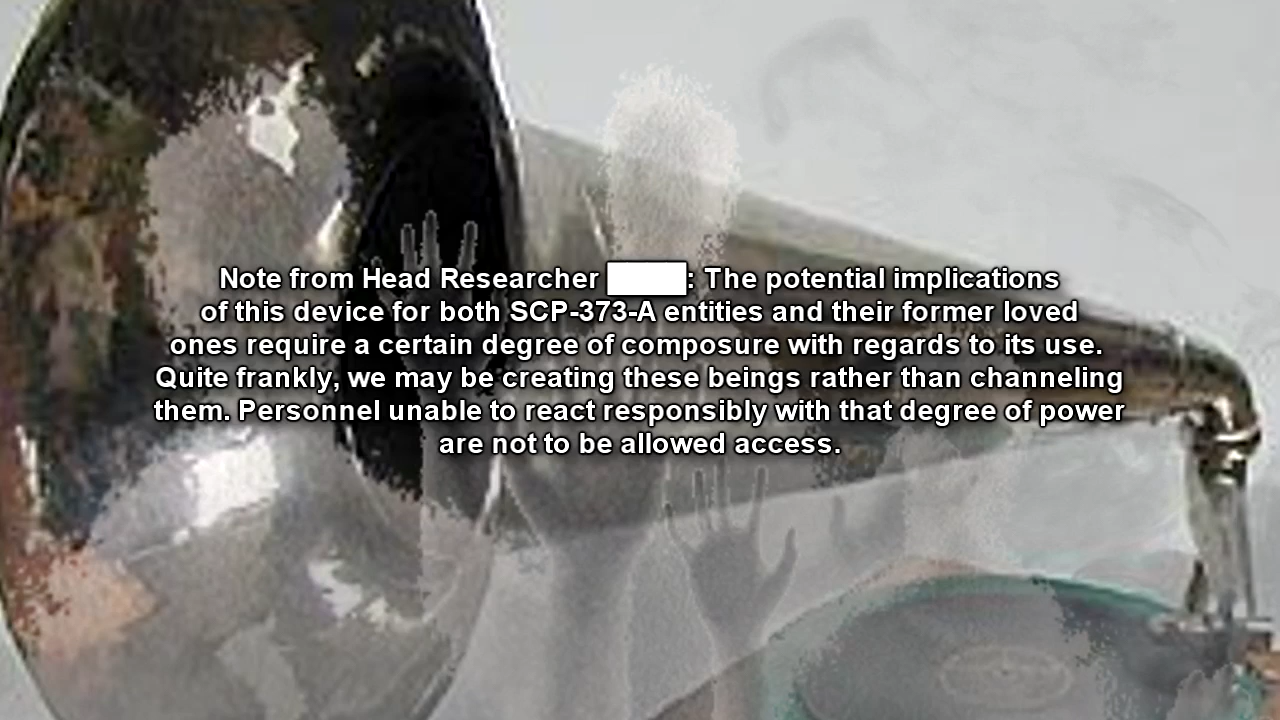 Note from Head Researcher : The potential implications
of this device for both SCP-373-A entities and their former loved
ones require a certain degree of composure with regards to its use.
Quite frankly, we may be creating these beings rather than channeling
them. Personnel unable to react responsibly with that degree of power
are not to be allowed access.